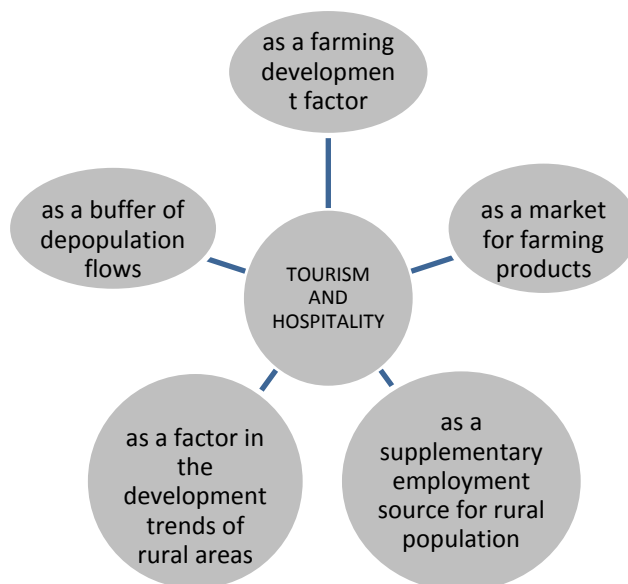 as a farming
developmen
t factor
as a buffer of
depopulation
flows
as a market
for farming
products
TOURISM
AND
HOSPITALITY
as a factor in
the
development
trends of
rural areas
as a
supplementary
employment
source for rural
population